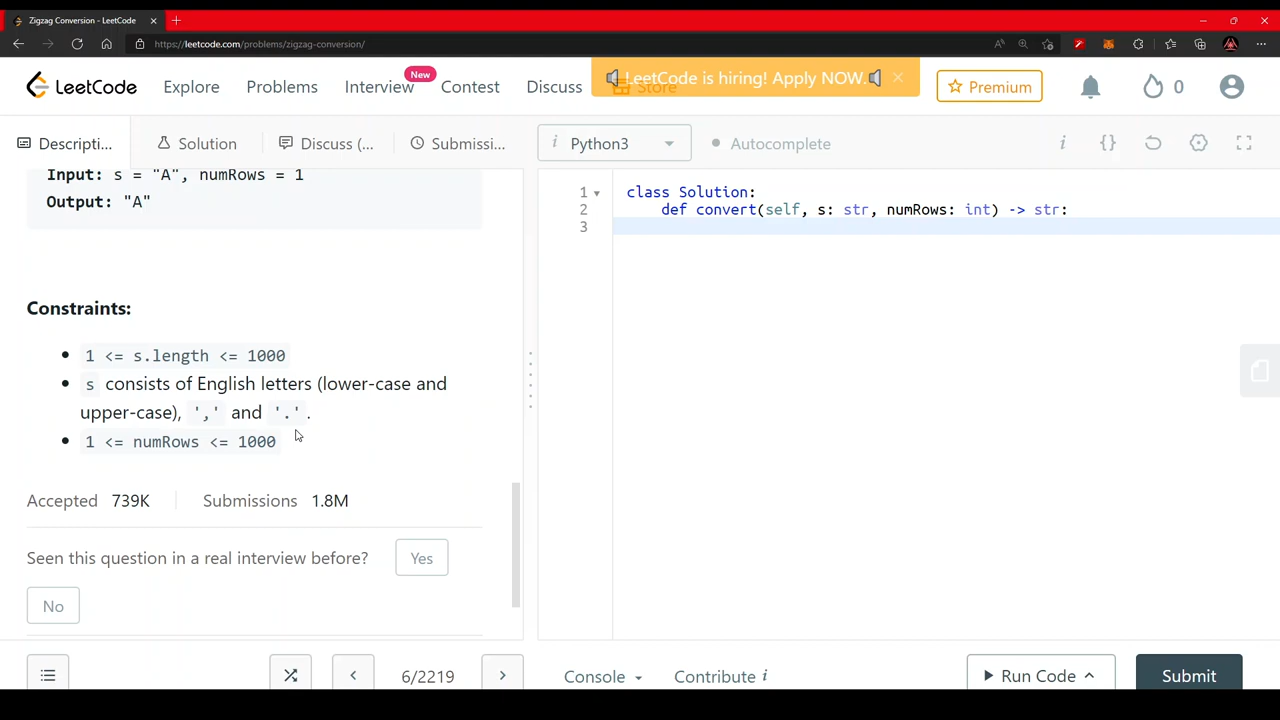 Zigzag Conversion - LeetCode
https://leetcode.com/problems/zigzag-conversion/
LeetCode
Explore
Problems
Interview
New
Contest
Discuss
Store
LeetCode is hiring! Apply NOW.
Premium
0
Descripti...
Solution
Discuss (...
Submissi...
i Python3
Autocomplete
Input: s = "A", numRows = 1
Output: "A"
Constraints:
1 <= s.length <= 1000
s consists of English letters (lower-case and
upper-case), ',' and '.'.
1 <= numRows <= 1000
Accepted 739K Submissions 1.8M
Seen this question in a real interview before? Yes
No
1 class Solution:
2 def convert(self, s: str, numRows: int) -> str:
3
6/2219
Console
Contribute i
Run Code
Submit